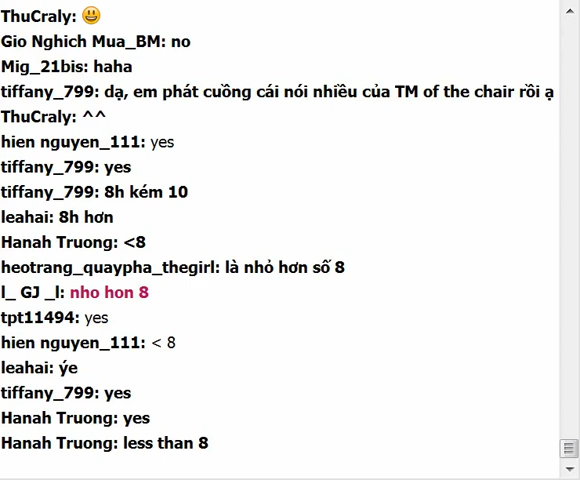 ThuCraly: 😃
Gio Nghich Mua_BM: no
Mig_21bis: haha
tiffany_799: dạ, em phát cuồng cái nói nhiều của TM of the chair rồi ạ
ThuCraly: ^^
hien nguyen_111: yes
tiffany_799: yes
tiffany_799: 8h kém 10
leahai: 8h hơn
Hanah Truong: <8
heotrang_quaypha_thegirl: là nhỏ hơn số 8
l_ GJ _l: nho hon 8
tpt11494: yes
hien nguyen_111: < 8
leahai: ýe
tiffany_799: yes
Hanah Truong: yes
Hanah Truong: less than 8